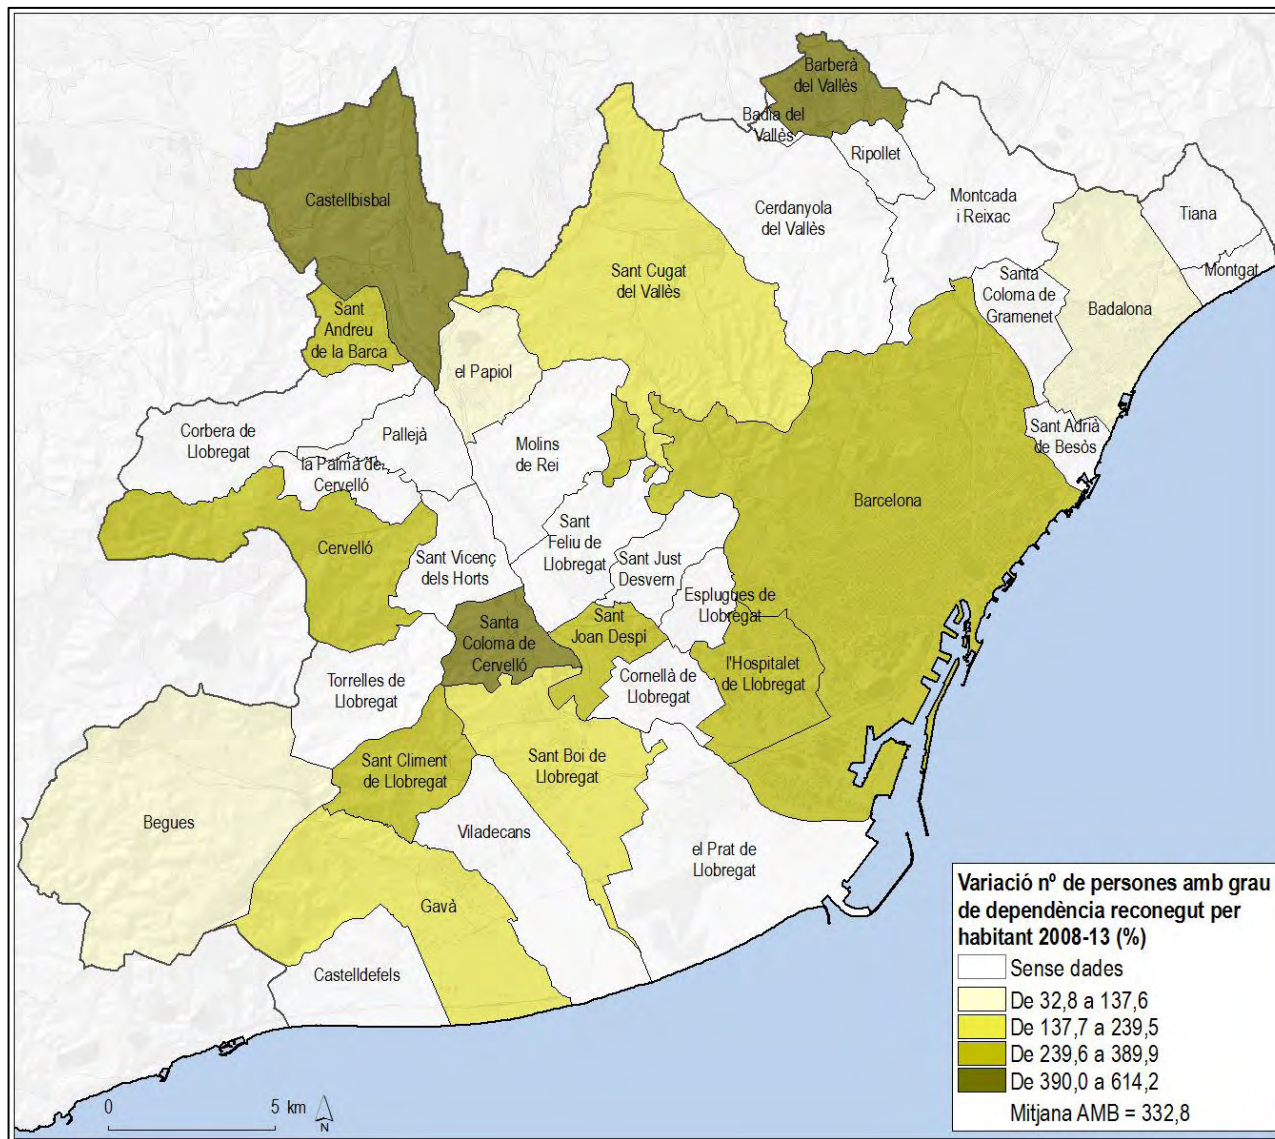 Barberà
del Vallès
Badia del
Vallès
Ripollet
Castellbisbal
Cerdanyola
del Vallès
Montcada
i Reixac
Tiana
Montgat
Sant Cugat
del Vallès
Santa
Coloma de
Gramenet
Badalona
Sant
Andreu
de la Barca
el Papiol
Corbera de
Llobregat
Pallejà
Molins
de Rei
Sant Adrià
de Besòs
la Palma de
Cervelló
Barcelona
Cervelló
Sant Vicenç
dels Horts
Sant
Feliu de
Llobregat
Sant Just
Desvern
Esplugues de
Llobregat
Santa
Coloma de
Cervelló
Sant
Joan Despí
l'Hospitalet
de Llobregat
Torrelles de
Llobregat
Cornellà de
Llobregat
Sant Climent
de Llobregat
Sant Boi de
Llobregat
Begues
Viladecans
el Prat de
Llobregat
Gavà
Castelldefels
Variació nº de persones amb grau
de dependència reconegut per
habitant 2008-13 (%)
Sense dades
De 32,8 a 137,6
De 137,7 a 239,5
De 239,6 a 389,9
De 390,0 a 614,2
Mitjana AMB = 332,8
0 5 km
N